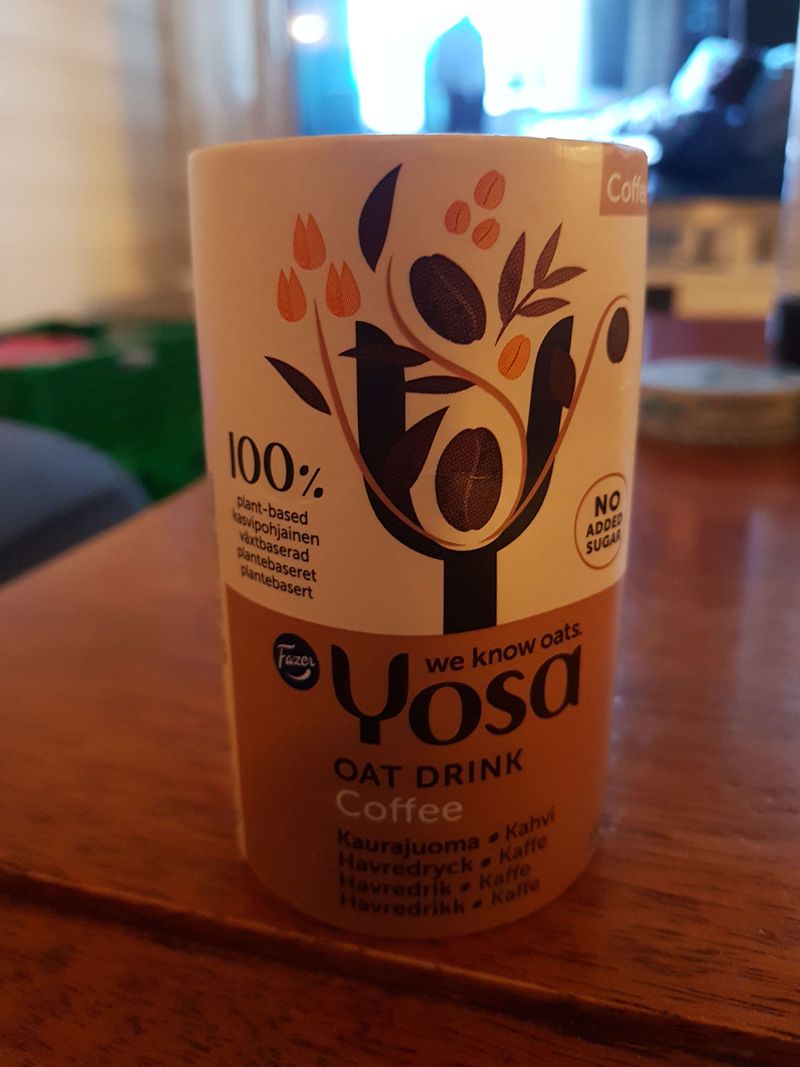 Coffe
100%
plant-based
kasvipohjainen
växtbaserad
plantebaseret
plantebasert
NO
ADDED
SUGAR
Fazer
we know oats.
Yosa
OAT DRINK
Coffee
Kaurajuoma • Kahvi
Havredryck • Kaffe
Havredrik • Kaffe
Havredrikk • Kaffe